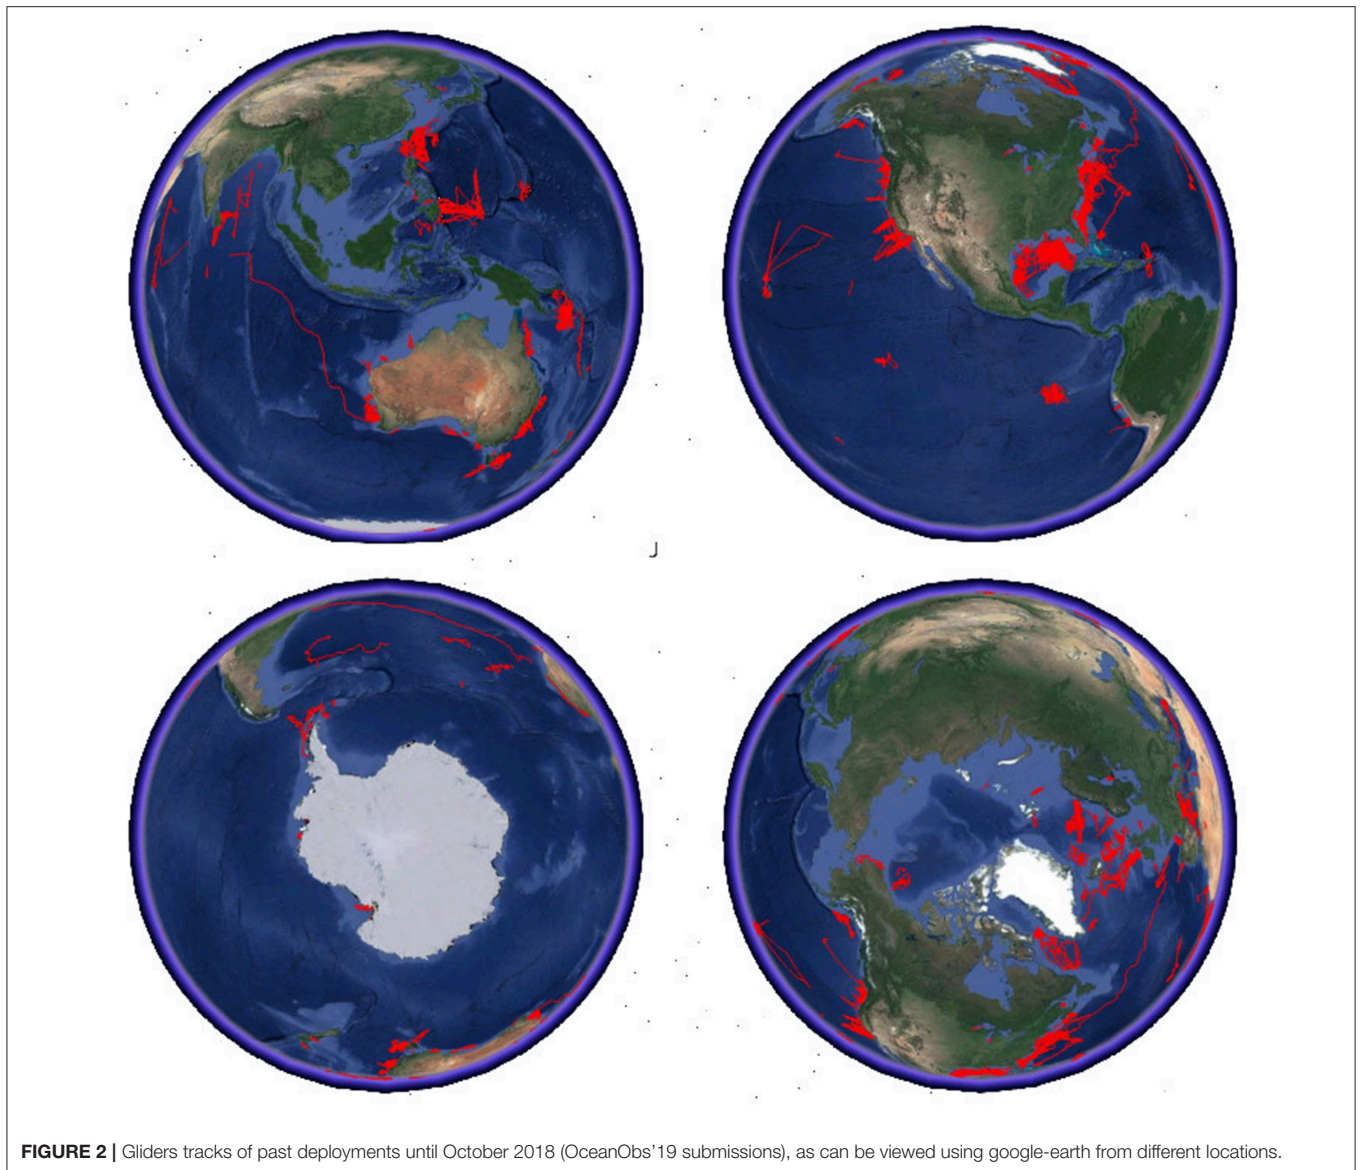 FIGURE 2 | Gliders tracks of past deployments until October 2018 (OceanObs'19 submissions), as can be viewed using google-earth from different locations.